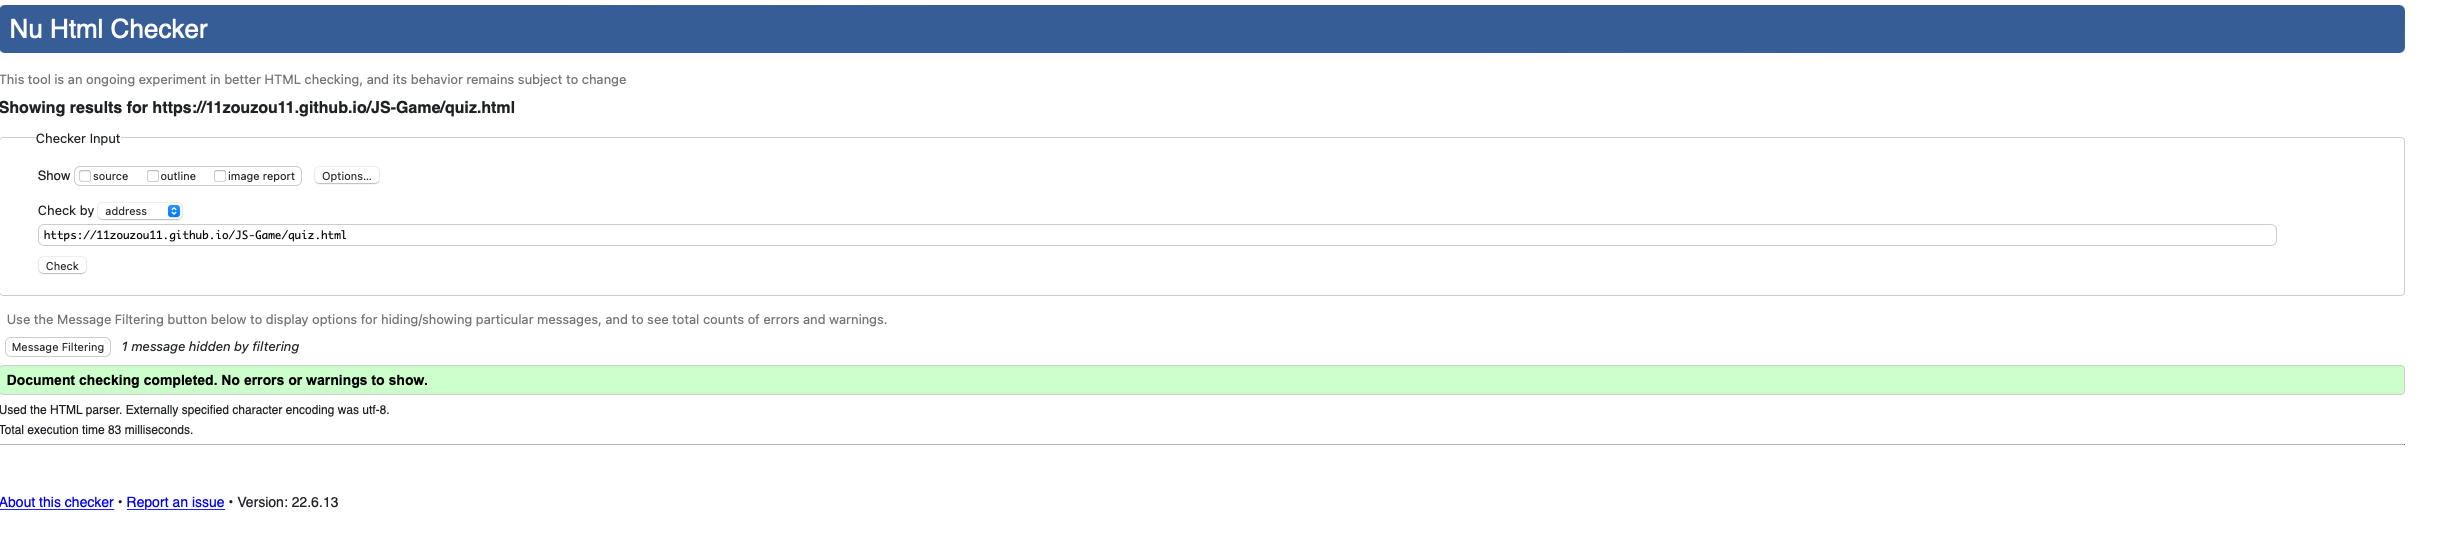 Nu Html Checker
This tool is an ongoing experiment in better HTML checking, and its behavior remains subject to change
Showing results for https://11zouzou11.github.io/JS-Game/quiz.html
Checker Input
Show source outline image report Options...
Check by address
https://11zouzou11.github.io/JS-Game/quiz.html
Check
Use the Message Filtering button below to display options for hiding/showing particular messages, and to see total counts of errors and warnings.
Message Filtering 1 message hidden by filtering
Document checking completed. No errors or warnings to show.
Used the HTML parser. Externally specified character encoding was utf-8.
Total execution time 83 milliseconds.
About this checker • Report an issue • Version: 22.6.13